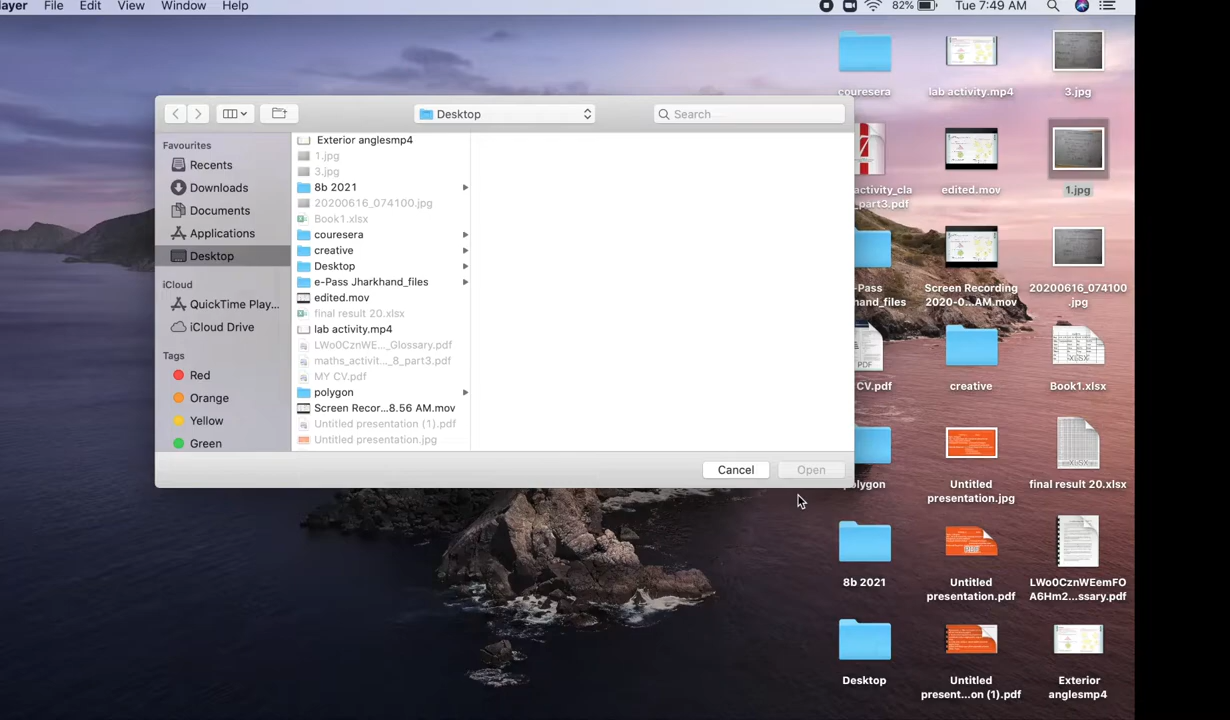 ayer File Edit View Window Help 82% Tue 7:49 AM
Desktop
Search
Favourites
Recents
Downloads
Documents
Applications
Desktop
iCloud
QuickTime Play...
iCloud Drive
Tags
Red
Orange
Yellow
Green
Exterior anglesmp4
1.jpg
3.jpg
8b 2021
20200616_074100.jpg
Book1.xlsx
couresera
creative
Desktop
e-Pass Jharkhand_files
edited.mov
final result 20.xlsx
lab activity.mp4
LWo0CznWE..._Glossary.pdf
maths_activit..._8_part3.pdf
MY CV.pdf
polygon
Screen Recor...8.56 AM.mov
Untitled presentation (1).pdf
Untitled presentation.jpg
Cancel
Open
couresera
lab activity.mp4
3.jpg
activity_cla
_part3.pdf
edited.mov
1.jpg
-Pass
hand_files
Screen Recording
2020-0...AM.mov
20200616_074100
.jpg
PDF
CV.pdf
creative
XLSX
Book1.xlsx
polygon
Untitled
presentation.jpg
XLSX
final result 20.xlsx
8b 2021
Untitled
presentation.pdf
LWo0CznWEemFO
A6Hm2...ssary.pdf
Desktop
Untitled
present...on (1).pdf
Exterior
anglesmp4